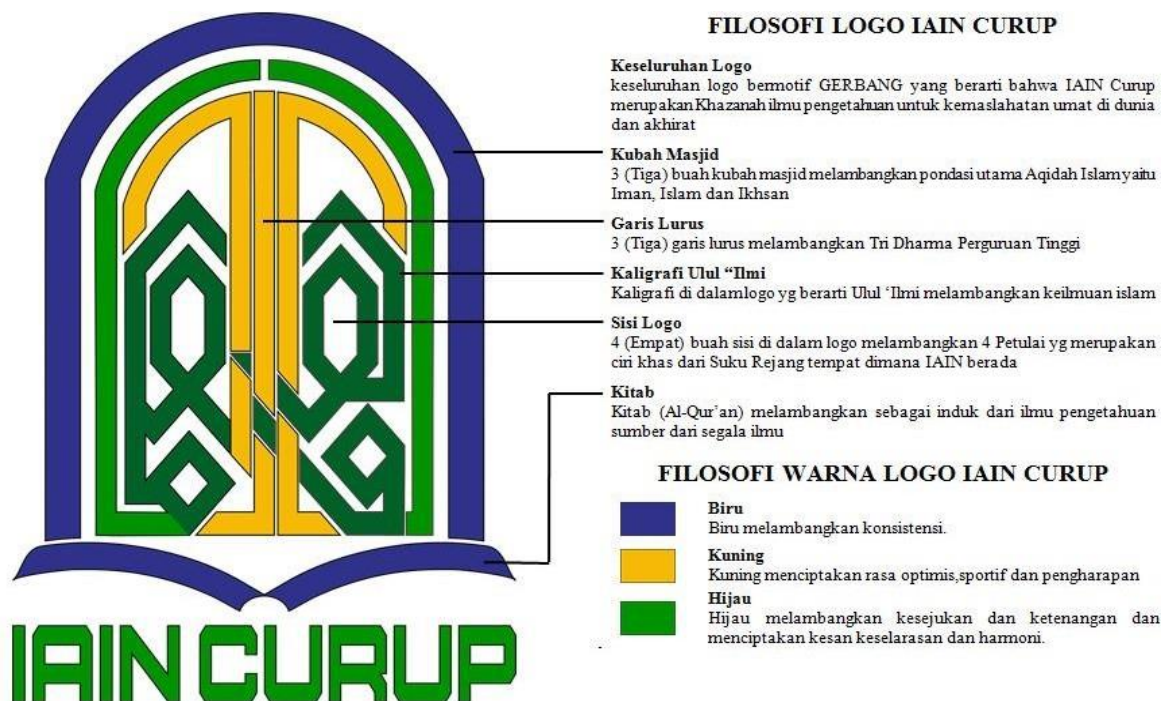 FILOSOFI LOGO IAIN CURUP
Keseluruhan Logo
keseluruhan logo bermotif GERBANG yang berarti bahwa IAIN Curup
merupakan Khazanah ilmu pengetahuan untuk kemaslahatan umat di dunia
dan akhirat
Kubah Masjid
3 (Tiga) buah kubah masjid melambangkan pondasi utama Aqidah Islam yaitu
Iman, Islam dan Ikhsan
Garis Lurus
3 (Tiga) garis lurus melambangkan Tri Dharma Perguruan Tinggi
Kaligrafi Ulul “Ilmi
Kaligrafi di dalam logo yg berarti Ulul ‘Ilmi melambangkan keilmuan islam
Sisi Logo
4 (Empat) buah sisi di dalam logo melambangkan 4 Petulai yg merupakan
ciri khas dari Suku Rejang tempat dimana IAIN berada
Kitab
Kitab (Al-Qur’an) melambangkan sebagai induk dari ilmu pengetahuan
sumber dari segala ilmu
FILOSOFI WARNA LOGO IAIN CURUP
Biru
Biru melambangkan konsistensi.
Kuning
Kuning menciptakan rasa optimis,sportif dan pengharapan
Hijau
Hijau melambangkan kesejukan dan ketenangan dan
menciptakan kesan keselarasan dan harmoni.
IAIN CURUP